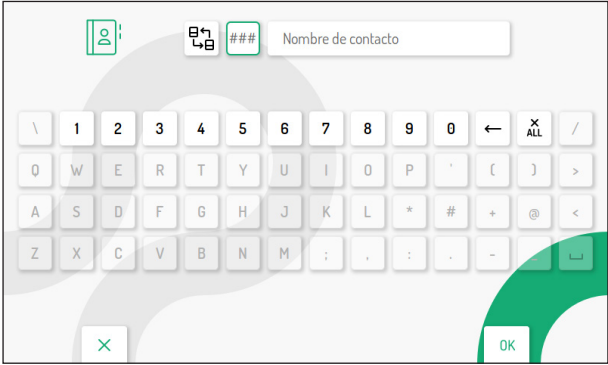 ### Nombre de contacto
\ 1 2 3 4 5 6 7 8 9 0 ← × ALL /
Q W E R T Y U I O P ' ( ) >
A S D F G H J K L * # + @ <
Z X C V B N M ; , : . - _ ⎵
× OK